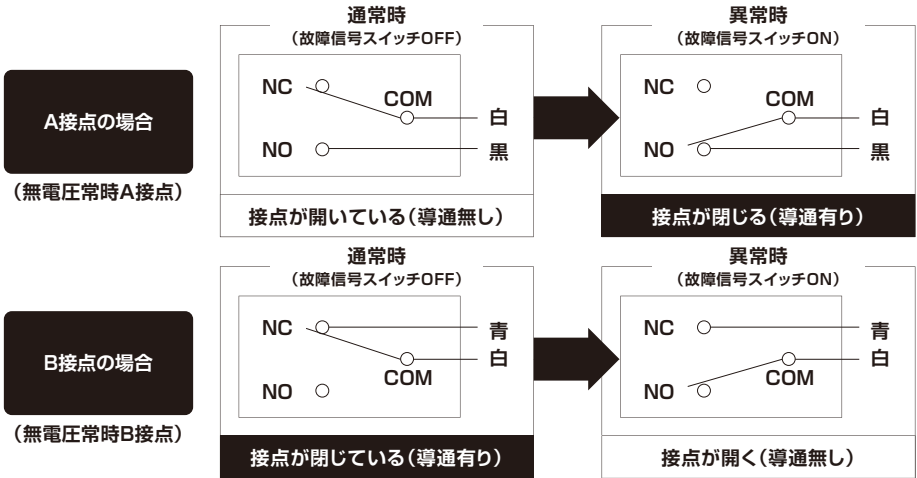 A接点の場合
(無電圧常時A接点)
通常時
(故障信号スイッチOFF)
NC
COM
白
NO
黒
接点が開いている(導通無し)
異常時
(故障信号スイッチON)
NC
COM
白
NO
黒
接点が閉じる(導通有り)
B接点の場合
(無電圧常時B接点)
通常時
(故障信号スイッチOFF)
NC
青
白
COM
NO
接点が閉じている(導通有り)
異常時
(故障信号スイッチON)
NC
青
白
COM
NO
接点が開く(導通無し)